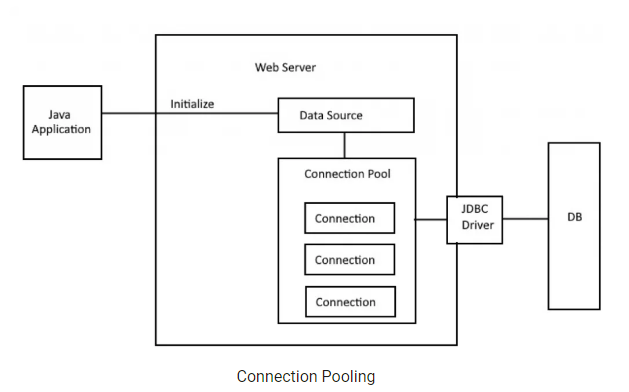 Web Server
Initialize
Java
Application
Data Source
Connection Pool
Connection
Connection
Connection
JDBC
Driver
DB
Connection Pooling